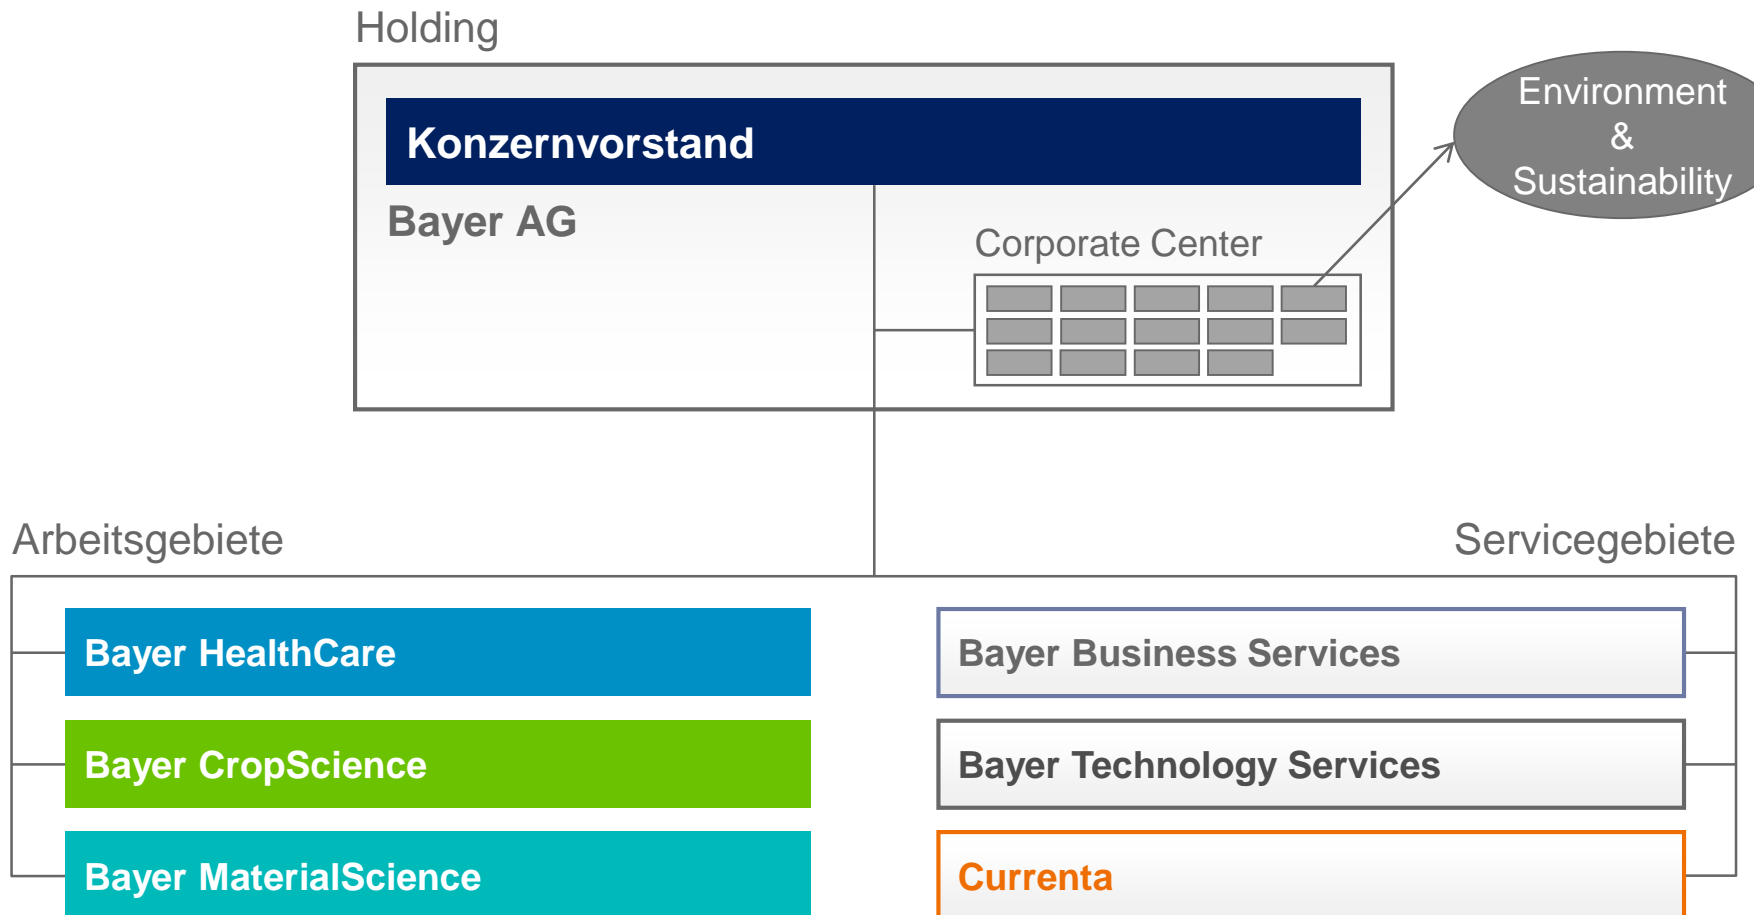 Holding
Konzernvorstand
Bayer AG
Corporate Center
Environment
&
Sustainability
Arbeitsgebiete
Servicegebiete
Bayer HealthCare
Bayer Business Services
Bayer CropScience
Bayer Technology Services
Bayer MaterialScience
Currenta